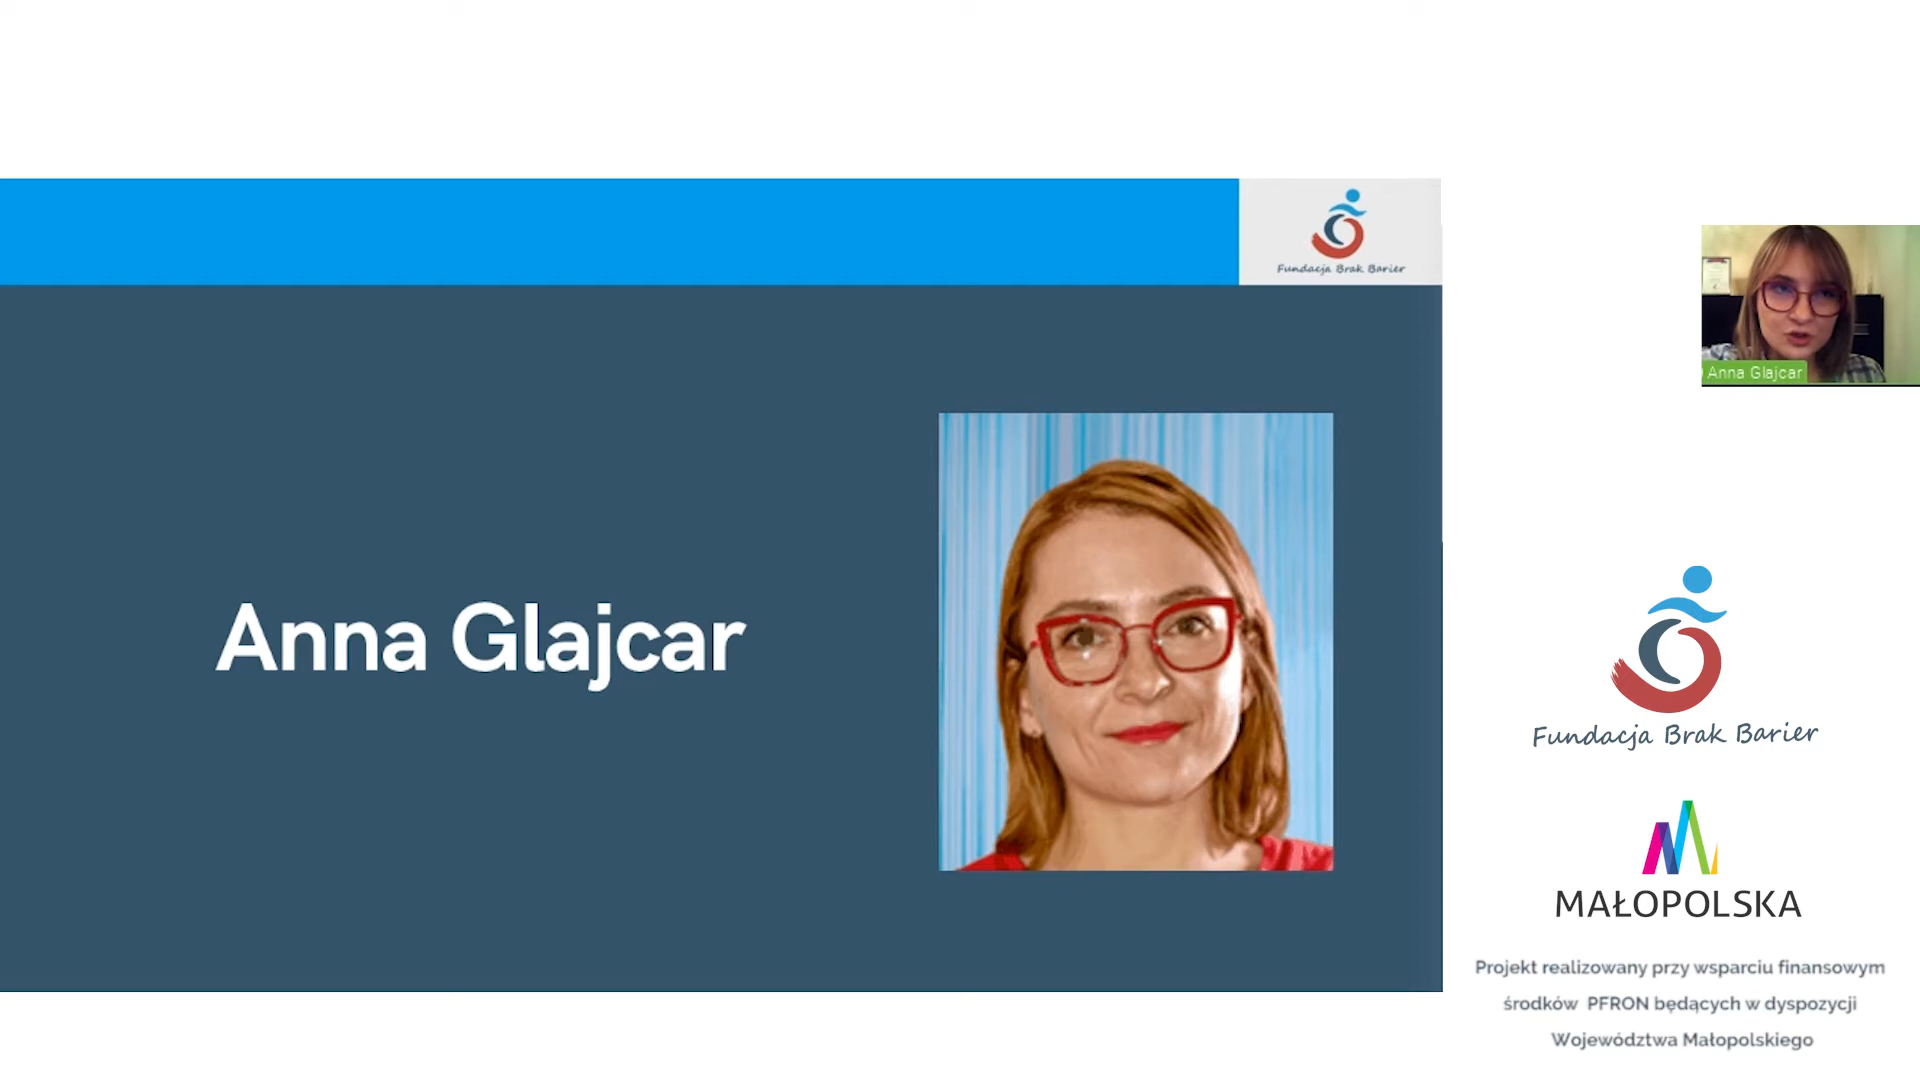 Fundacja Brak Barier
Anna Glajcar
Anna Glajcar
Fundacja Brak Barier
MAŁOPOLSKA
Projekt realizowany przy wsparciu finansowym
środków PFRON będących w dyspozycji
Województwa Małopolskiego